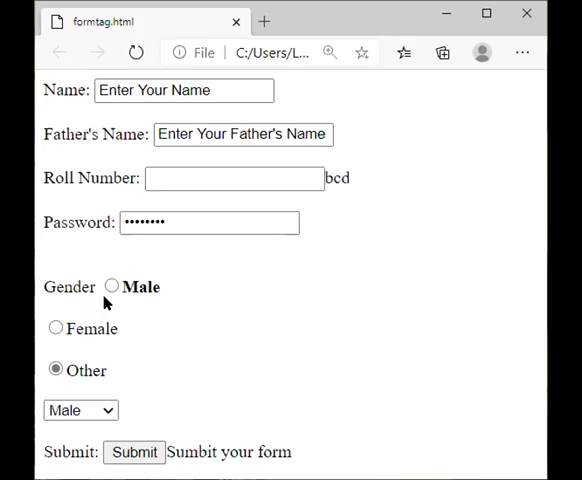 formtag.html
File C:/Users/L...
Name: Enter Your Name
Father's Name: Enter Your Father's Name
Roll Number: bcd
Password: ••••••••
Gender Male
Female
Other
Male
Submit: Submit Sumbit your form